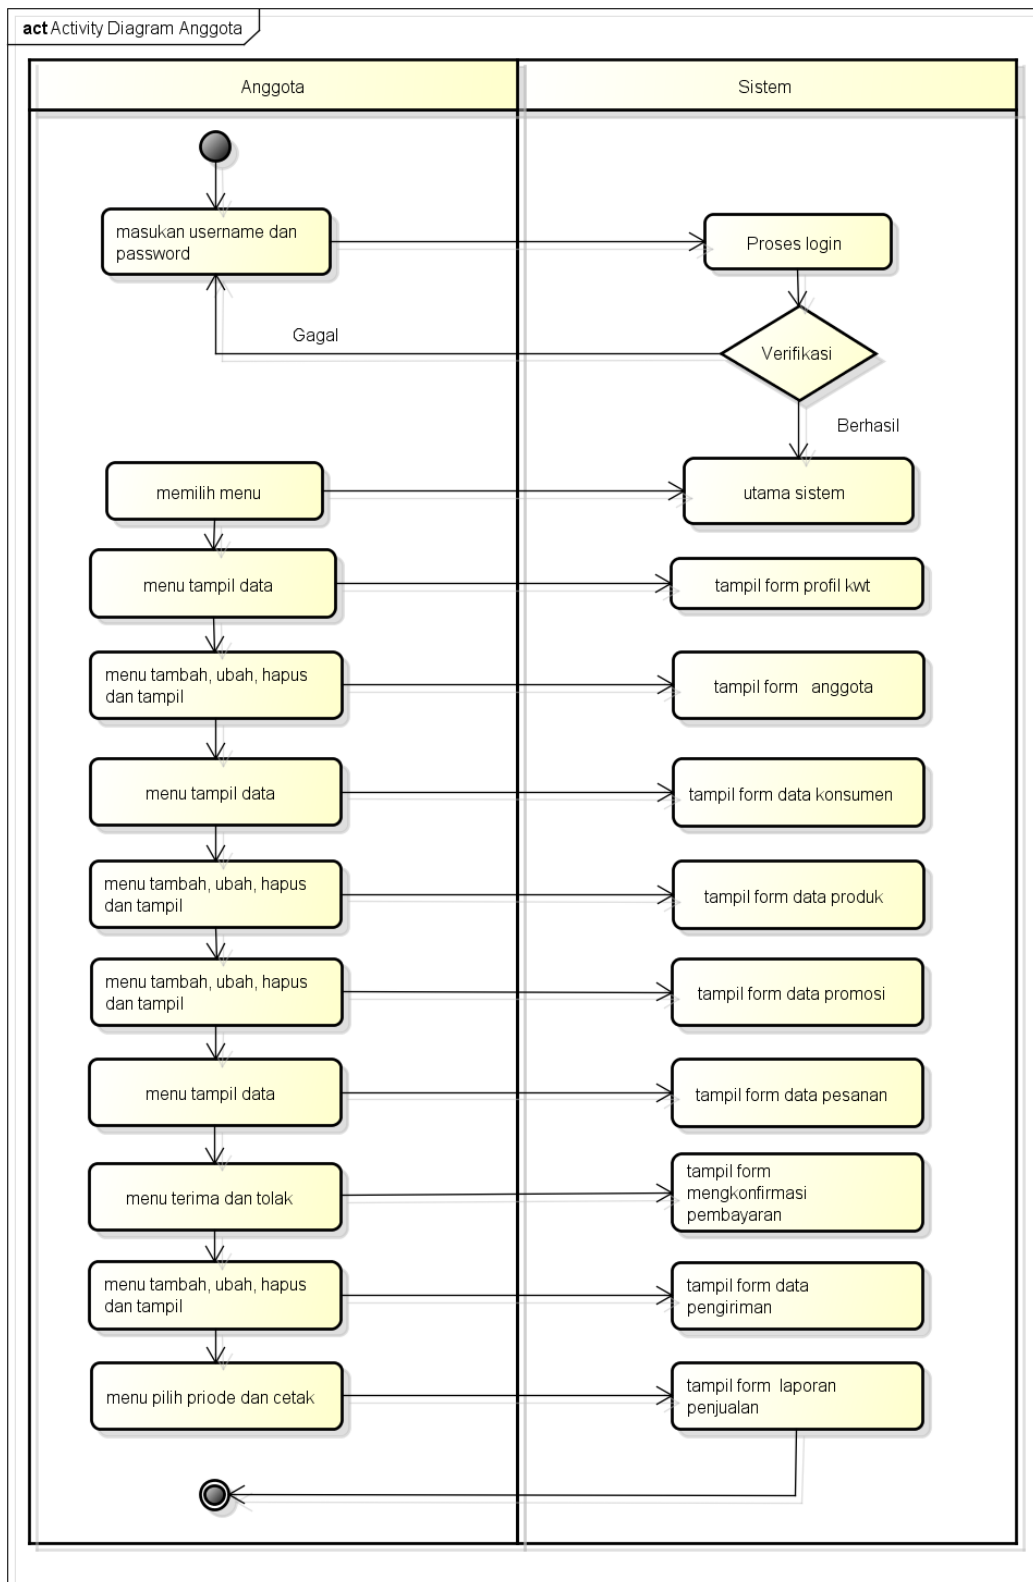 act Activity Diagram Anggota
Anggota
Sistem
masukan username dan
password
Proses login
Gagal
Verifikasi
Berhasil
memilih menu
utama sistem
menu tampil data
tampil form profil kwt
menu tambah, ubah, hapus
dan tampil
tampil form anggota
menu tampil data
tampil form data konsumen
menu tambah, ubah, hapus
dan tampil
tampil form data produk
menu tambah, ubah, hapus
dan tampil
tampil form data promosi
menu tampil data
tampil form data pesanan
menu terima dan tolak
tampil form
mengkonfirmasi
pembayaran
menu tambah, ubah, hapus
dan tampil
tampil form data
pengiriman
menu pilih priode dan cetak
tampil form laporan
penjualan